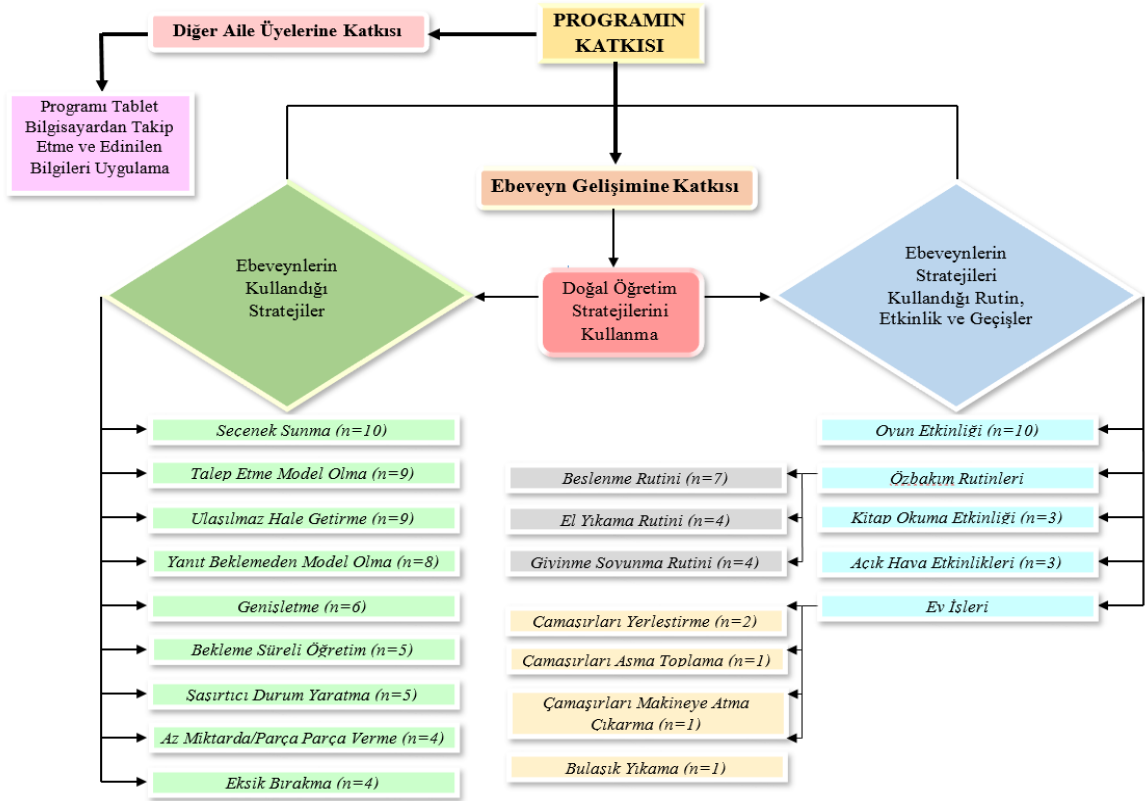 PROGRAMIN
KATKISI
Diğer Aile Üyelerine Katkısı
Programı Tablet
Bilgisayardan Takip
Etme ve Edinilen
Bilgileri Uygulama
Ebeveyn Gelişimine Katkısı
Doğal Öğretim
Stratejilerini
Kullanma
Ebeveynlerin
Kullandığı
Stratejiler
Seçenek Sunma (n=10)
Talep Etme Model Olma (n=9)
Ulaşılmaz Hale Getirme (n=9)
Yanıt Beklemeden Model Olma (n=8)
Genişletme (n=6)
Bekleme Süreli Öğretim (n=5)
Şaşırtıcı Durum Yaratma (n=5)
Az Miktarda/Parça Parça Verme (n=4)
Eksik Bırakma (n=4)
Ebeveynlerin
Stratejileri
Kullandığı Rutin,
Etkinlik ve Geçişler
Oyun Etkinliği (n=10)
Özbakım Rutinleri
Beslenme Rutini (n=7)
El Yıkama Rutini (n=4)
Giyinme Soyunma Rutini (n=4)
Kitap Okuma Etkinliği (n=3)
Açık Hava Etkinlikleri (n=3)
Ev İşleri
Çamaşırları Yerleştirme (n=2)
Çamaşırları Asma Toplama (n=1)
Çamaşırları Makineye Atma
Çıkarma (n=1)
Bulaşık Yıkama (n=1)